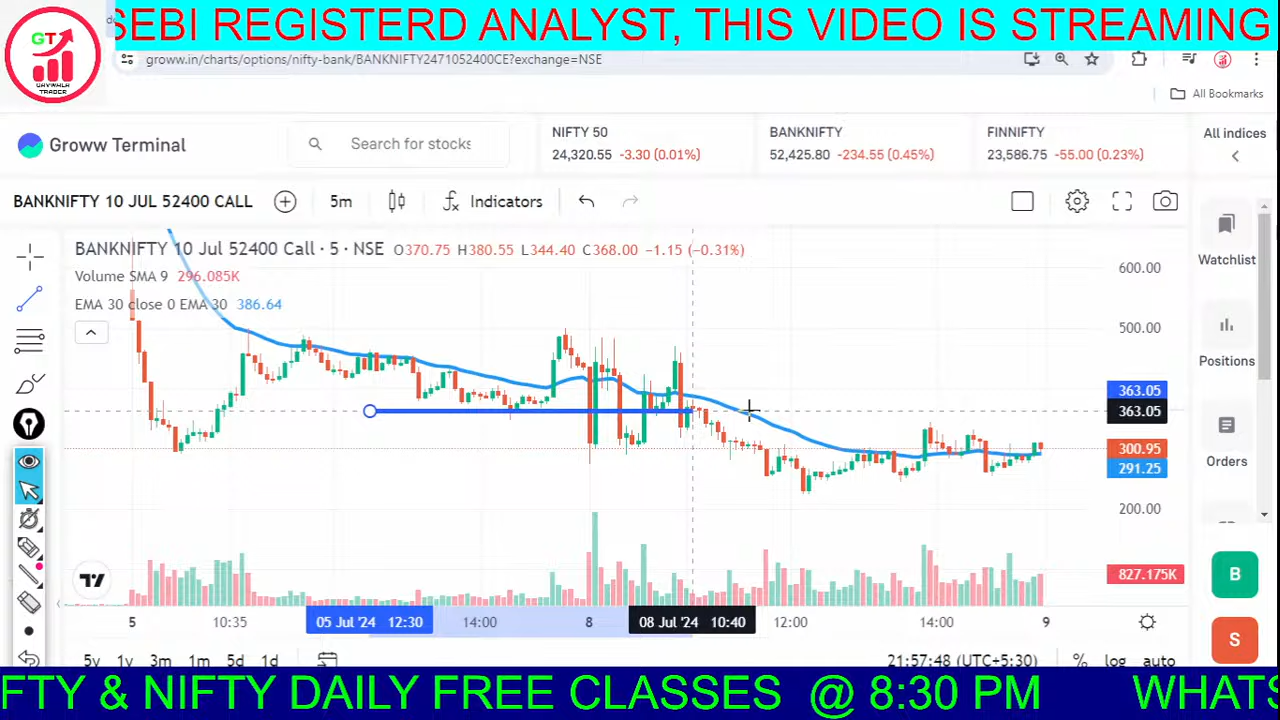 SEBI REGISTERD ANALYST, THIS VIDEO IS STREAMING
GT
GHYWALA
TRADER
groww.in/charts/options/nifty-bank/BANKNIFTY2471052400CE?exchange=NSE
All Bookmarks
Groww Terminal
Search for stocks
NIFTY 50
24,320.55 -3.30 (0.01%)
BANKNIFTY
52,425.80 -234.55 (0.45%)
FINNIFTY
23,586.75 -55.00 (0.23%)
All indices
BANKNIFTY 10 JUL 52400 CALL
5m
Indicators
BANKNIFTY 10 Jul 52400 Call · 5 · NSE O370.75 H380.55 L344.40 C368.00 −1.15 (−0.31%)
Volume SMA 9 296.085K
EMA 30 close 0 EMA 30 386.64
600.00
500.00
363.05
363.05
300.95
291.25
200.00
827.175K
Watchlist
Positions
Orders
B
S
5 10:35 05 Jul '24 12:30 14:00 8 08 Jul '24 10:40 12:00 14:00 9
5y 1y 3m 1m 5d 1d 21:57:48 (UTC+5:30) % log auto
FTY & NIFTY DAILY FREE CLASSES @ 8:30 PM WHATS